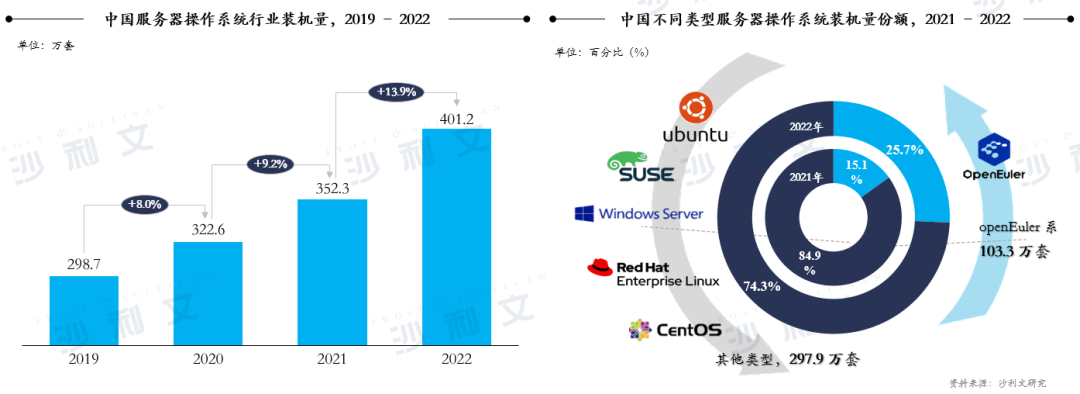 中国服务器操作系统行业装机量，2019 - 2022
单位：万套
+13.9%
401.2
+9.2%
352.3
+8.0%
322.6
298.7
2019
2020
2021
2022
FROST & SULLIVAN
沙利文
中国不同类型服务器操作系统装机量份额，2021 - 2022
单位：百分比（%）
ubuntu
SUSE
Windows Server
Red Hat
Enterprise Linux
CentOS
2022年
25.7%
2021年
15.1
%
84.9
%
74.3%
OpenEuler
openEuler 系
103.3 万套
其他类型，297.9 万套
资料来源：沙利文研究